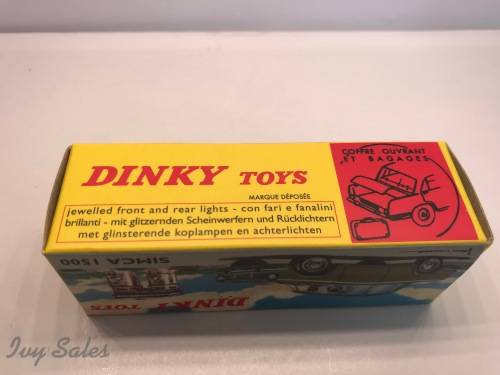 DINKY TOYS
MARQUE DÉPOSÉE
jewelled front and rear lights - con fari e fanalini
brillanti - mit glitzernden Scheinwerfern und Rücklichtern
met glinsterende koplampen en achterlichten
COFFRE OUVRANT
ET BAGAGES
SIMCA 1500
DINKY TOYS
Ivy Sales